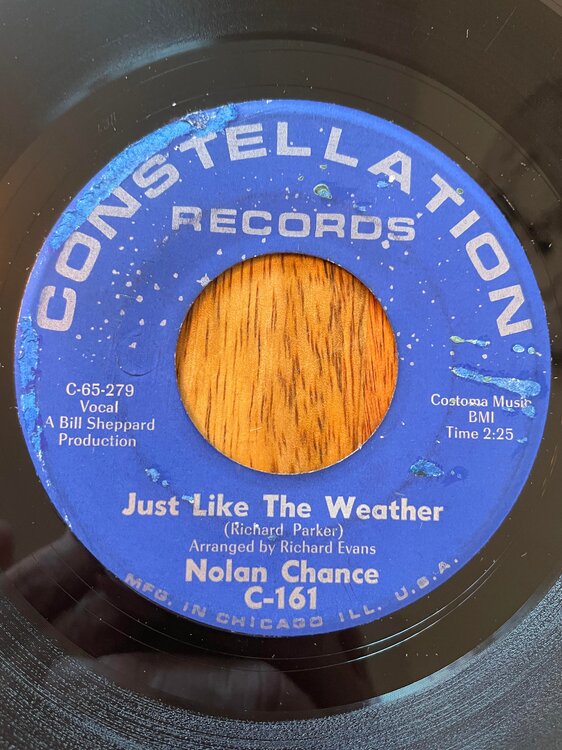 CONSTELLATION
RECORDS
C-65-279
Vocal
A Bill Sheppard
Production
Costoma Music
BMI
Time 2:25
Just Like The Weather
(Richard Parker)
Arranged by Richard Evans
Nolan Chance
C-161
MFG. IN CHICAGO ILL. U.S.A.